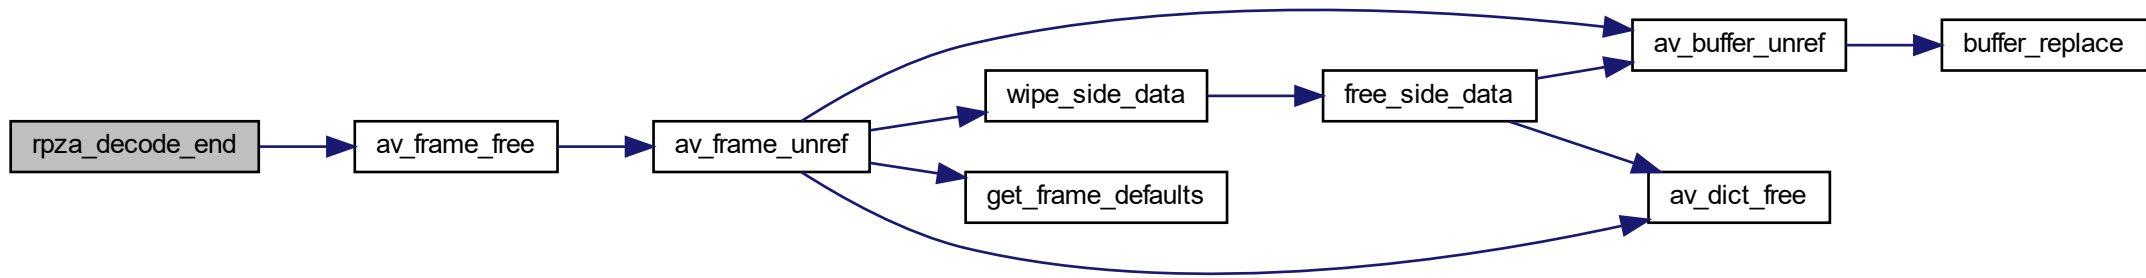 rpza_decode_end
av_frame_free
av_frame_unref
wipe_side_data
get_frame_defaults
free_side_data
av_buffer_unref
av_dict_free
buffer_replace